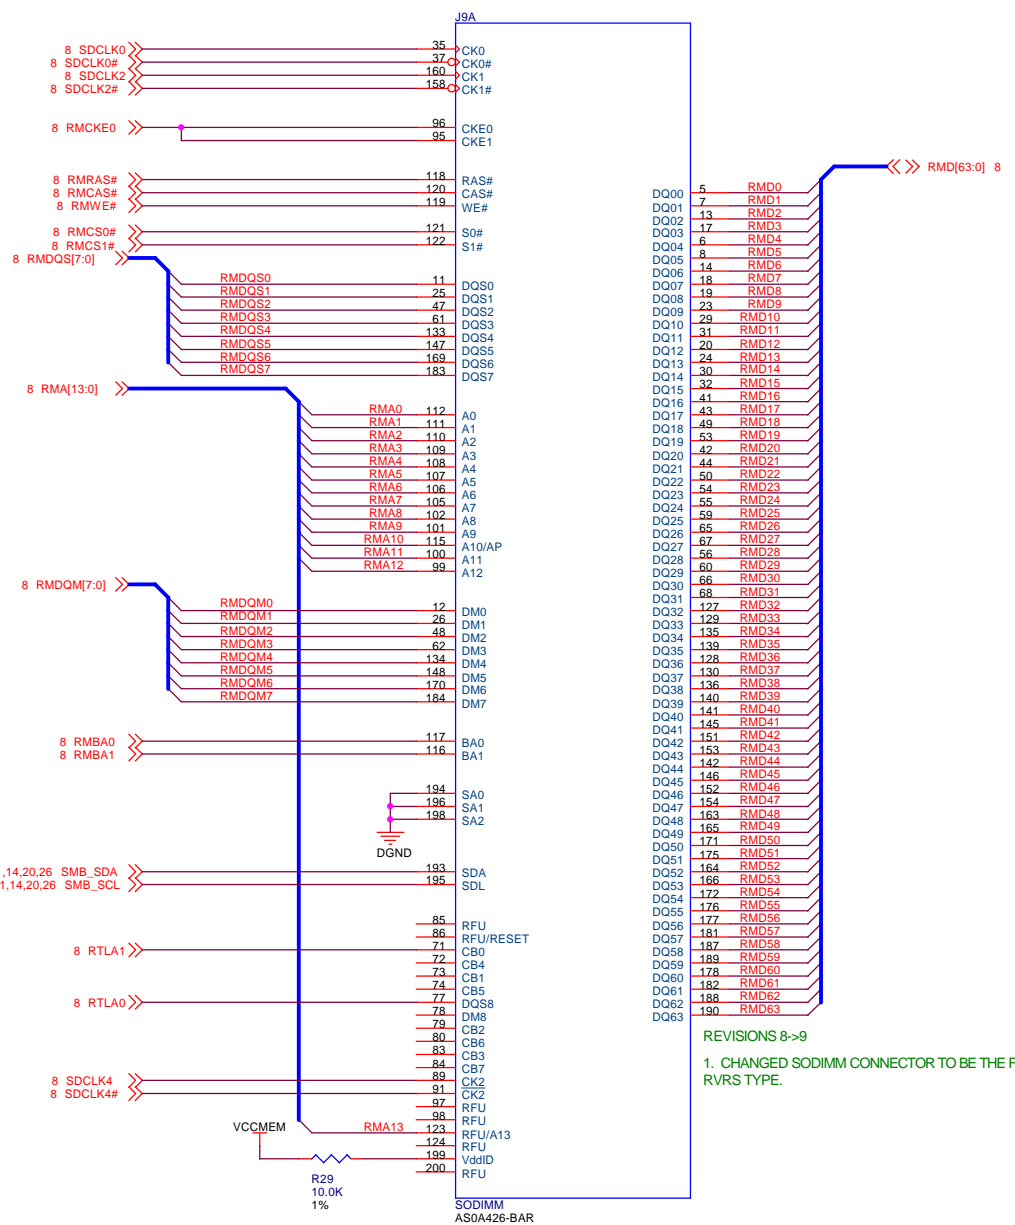 J9A
8 SDCLK0 35 CK0
8 SDCLK0# 37 CK0#
8 SDCLK2 160 CK1
8 SDCLK2# 158 CK1#
8 RMCKE0 96 CKE0
95 CKE1
RMD[63:0] 8
8 RMRAS# 118 RAS#
8 RMCAS# 120 CAS#
8 RMWE# 119 WE#
8 RMCS0# 121 S0#
8 RMCS1# 122 S1#
8 RMDQS[7:0]
RMDQS0 11 DQS0
RMDQS1 25 DQS1
RMDQS2 47 DQS2
RMDQS3 61 DQS3
RMDQS4 133 DQS4
RMDQS5 147 DQS5
RMDQS6 169 DQS6
RMDQS7 183 DQS7
8 RMA[13:0]
RMA0 112 A0
RMA1 111 A1
RMA2 110 A2
RMA3 109 A3
RMA4 108 A4
RMA5 107 A5
RMA6 106 A6
RMA7 105 A7
RMA8 102 A8
RMA9 101 A9
RMA10 115 A10/AP
RMA11 100 A11
RMA12 99 A12
8 RMDQM[7:0]
RMDQM0 12 DM0
RMDQM1 26 DM1
RMDQM2 48 DM2
RMDQM3 62 DM3
RMDQM4 134 DM4
RMDQM5 148 DM5
RMDQM6 170 DM6
RMDQM7 184 DM7
8 RMBA0 117 BA0
8 RMBA1 116 BA1
194 SA0
196 SA1
198 SA2
DGND
,14,20,26 SMB_SDA 193 SDA
1,14,20,26 SMB_SCL 195 SDL
85 RFU
86 RFU/RESET
8 RTLA1 71 CB0
72 CB4
73 CB1
74 CB5
8 RTLA0 77 DQS8
78 DM8
79 CB2
80 CB6
83 CB3
84 CB7
8 SDCLK4 89 CK2
8 SDCLK4# 91 CK2
97 RFU
98 RFU
RMA13 123 RFU/A13
124 RFU
VCCMEM 199 VddID
200 RFU
R29
10.0K
1%
DQ00 5 RMD0
DQ01 7 RMD1
DQ02 13 RMD2
DQ03 17 RMD3
DQ04 6 RMD4
DQ05 8 RMD5
DQ06 14 RMD6
DQ07 18 RMD7
DQ08 19 RMD8
DQ09 23 RMD9
DQ10 29 RMD10
DQ11 31 RMD11
DQ12 20 RMD12
DQ13 24 RMD13
DQ14 30 RMD14
DQ15 32 RMD15
DQ16 41 RMD16
DQ17 43 RMD17
DQ18 49 RMD18
DQ19 53 RMD19
DQ20 42 RMD20
DQ21 44 RMD21
DQ22 50 RMD22
DQ23 54 RMD23
DQ24 55 RMD24
DQ25 59 RMD25
DQ26 65 RMD26
DQ27 67 RMD27
DQ28 56 RMD28
DQ29 60 RMD29
DQ30 66 RMD30
DQ31 68 RMD31
DQ32 127 RMD32
DQ33 129 RMD33
DQ34 135 RMD34
DQ35 139 RMD35
DQ36 128 RMD36
DQ37 130 RMD37
DQ38 136 RMD38
DQ39 140 RMD39
DQ40 141 RMD40
DQ41 145 RMD41
DQ42 151 RMD42
DQ43 153 RMD43
DQ44 142 RMD44
DQ45 146 RMD45
DQ46 152 RMD46
DQ47 154 RMD47
DQ48 163 RMD48
DQ49 165 RMD49
DQ50 171 RMD50
DQ51 175 RMD51
DQ52 164 RMD52
DQ53 166 RMD53
DQ54 172 RMD54
DQ55 176 RMD55
DQ56 177 RMD56
DQ57 181 RMD57
DQ58 187 RMD58
DQ59 189 RMD59
DQ60 178 RMD60
DQ61 182 RMD61
DQ62 188 RMD62
DQ63 190 RMD63
REVISIONS 8->9
1. CHANGED SODIMM CONNECTOR TO BE THE
RVRS TYPE.
SODIMM
AS0A426-BAR